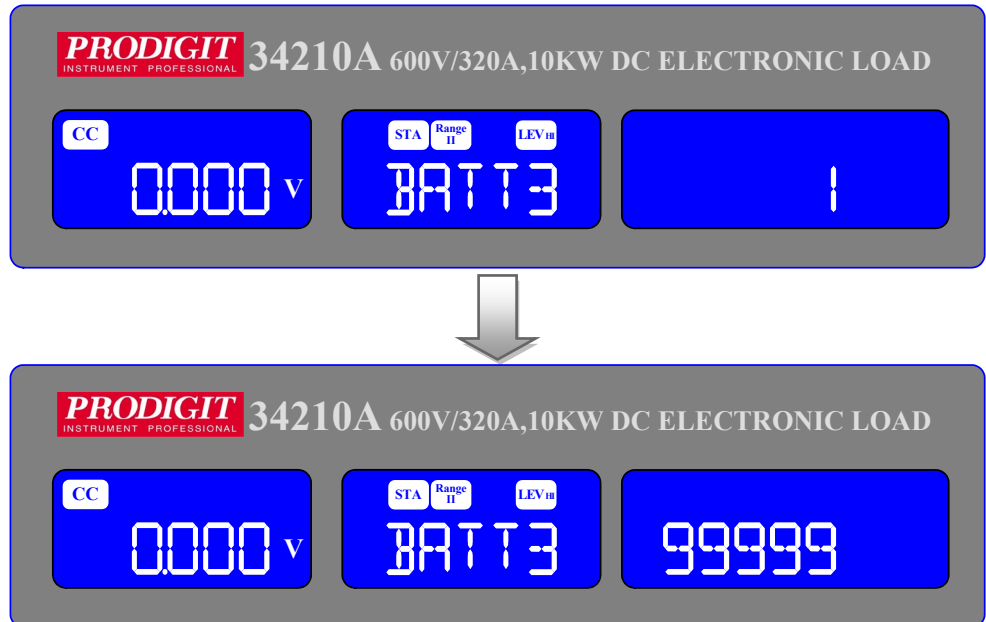 PRODIGIT 34210A 600V/320A,10KW DC ELECTRONIC LOAD
INSTRUMENT PROFESSIONAL
CC STA Range II LEV HI
0.000 V BATT3 1
PRODIGIT 34210A 600V/320A,10KW DC ELECTRONIC LOAD
INSTRUMENT PROFESSIONAL
CC STA Range II LEV HI
0.000 V BATT3 99999